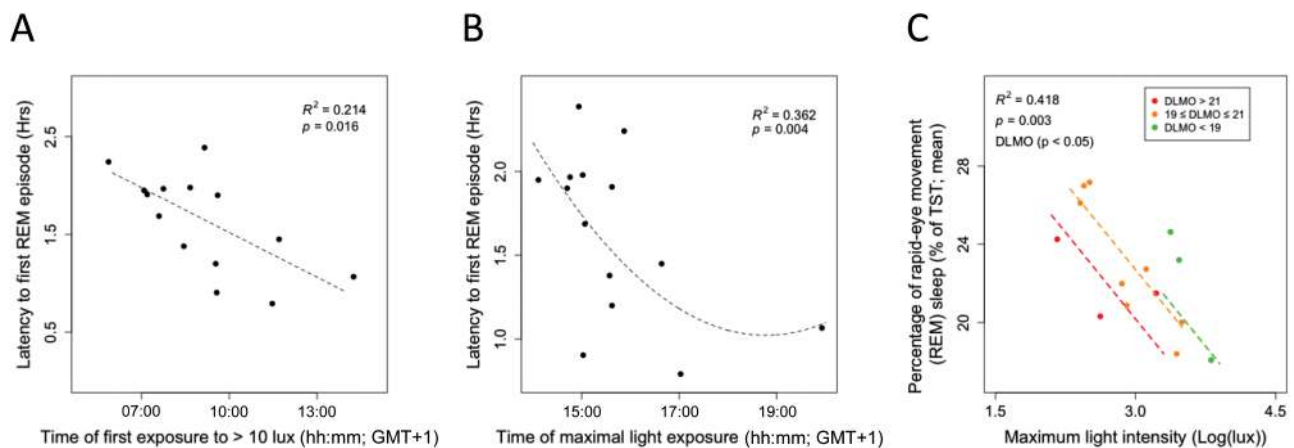 A
R² = 0.214
p = 0.016
Latency to first REM episode (Hrs)
2.5
1.5
0.5
07:00 10:00 13:00
Time of first exposure to > 10 lux (hh:mm; GMT+1)
B
R² = 0.362
p = 0.004
Latency to first REM episode (Hrs)
2.0
1.5
1.0
15:00 17:00 19:00
Time of maximal light exposure (hh:mm; GMT+1)
C
R² = 0.418
p = 0.003
DLMO (p < 0.05)
DLMO > 21
19 ≤ DLMO ≤ 21
DLMO < 19
Percentage of rapid-eye movement
(REM) sleep (% of TST; mean)
28
24
20
1.5 3.0 4.5
Maximum light intensity (Log(lux))